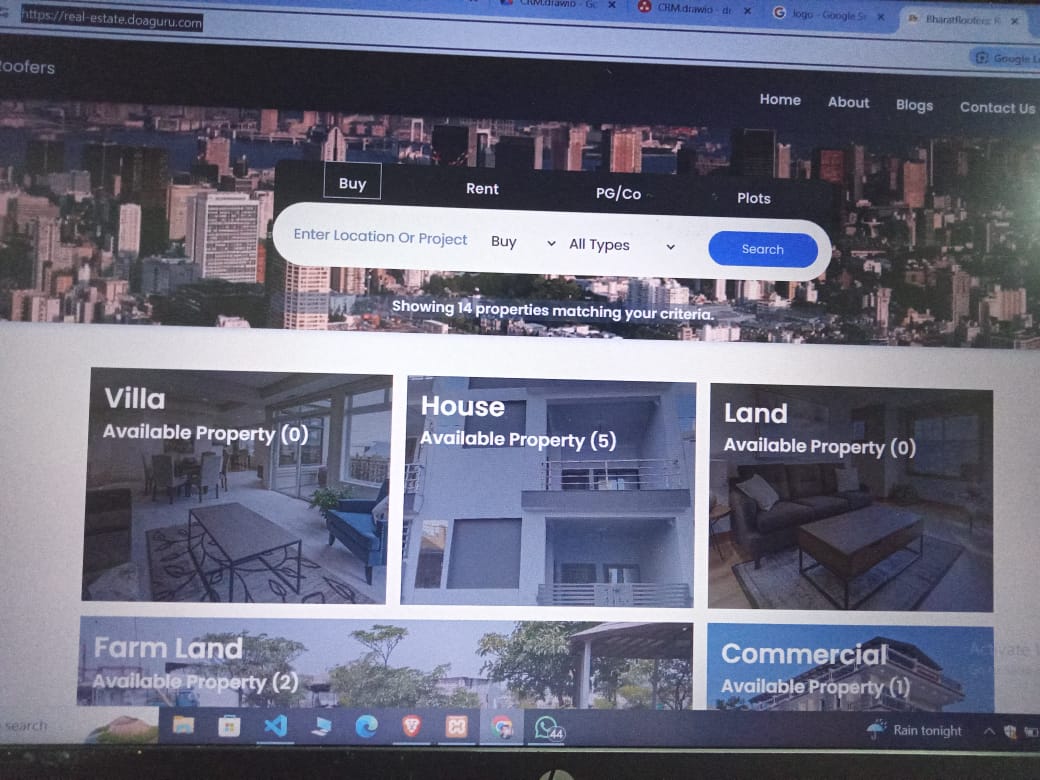 https://real-estate.doaguru.com
CRM.drawio - Go
CRM.drawio - dr
logo - Google Se
BharatRoofers: R
Google Le
Roofers
Home About Blogs Contact Us
Buy Rent PG/Co Plots
Enter Location Or Project Buy All Types Search
Showing 14 properties matching your criteria.
Villa
Available Property (0)
House
Available Property (5)
Land
Available Property (0)
Farm Land
Available Property (2)
Commercial
Available Property (1)
Activate
search
44
Rain tonight